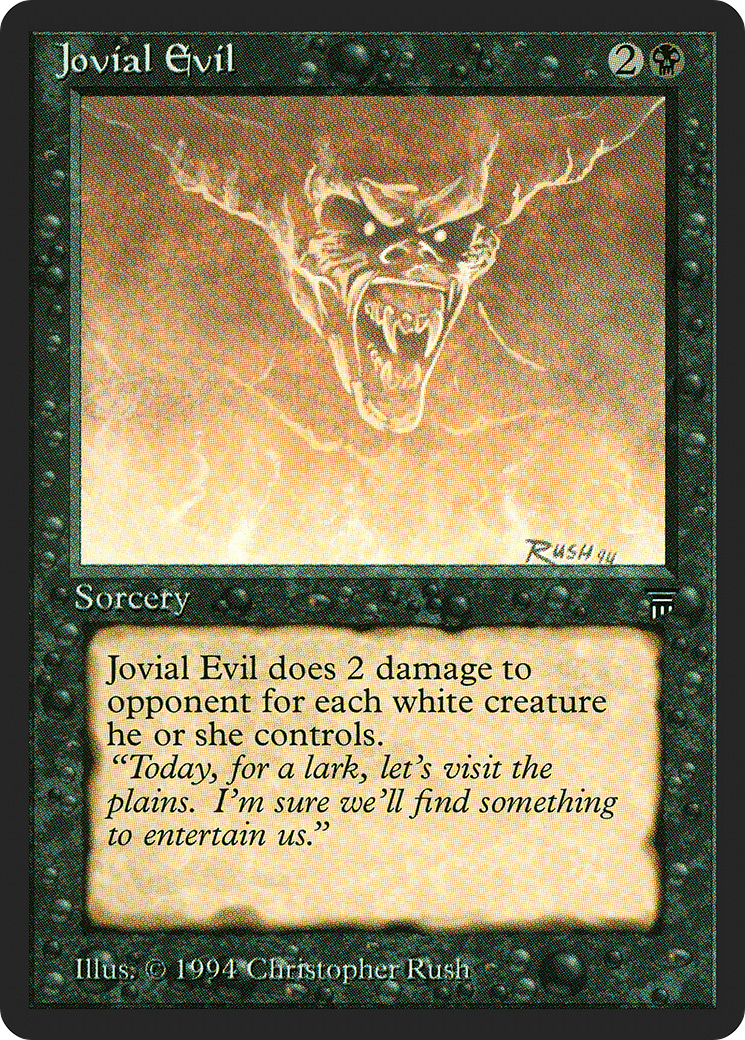 Jovial Evil
2
RUSH 94
Sorcery
Jovial Evil does 2 damage to
opponent for each white creature
he or she controls.
“Today, for a lark, let’s visit the
plains. I’m sure we’ll find something
to entertain us.”
Illus: © 1994 Christopher Rush